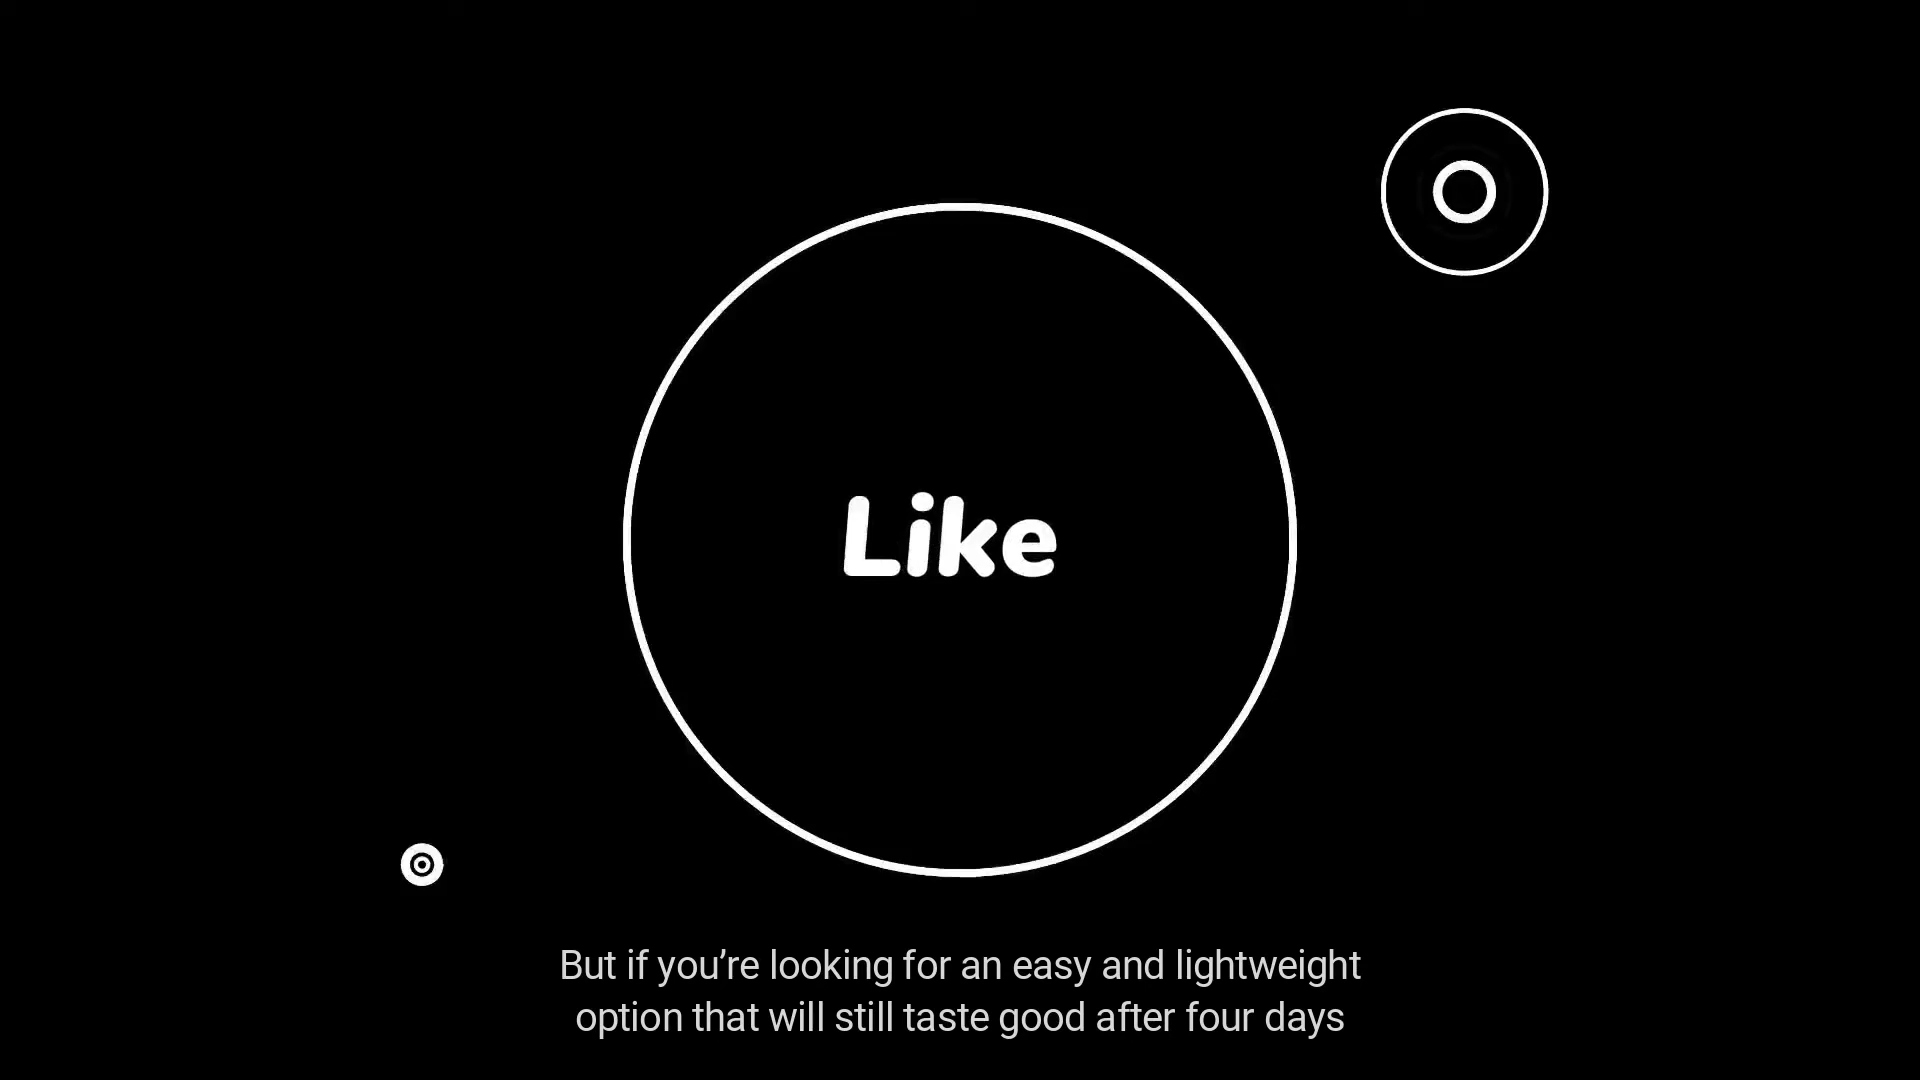 Like
But if you’re looking for an easy and lightweight
option that will still taste good after four days